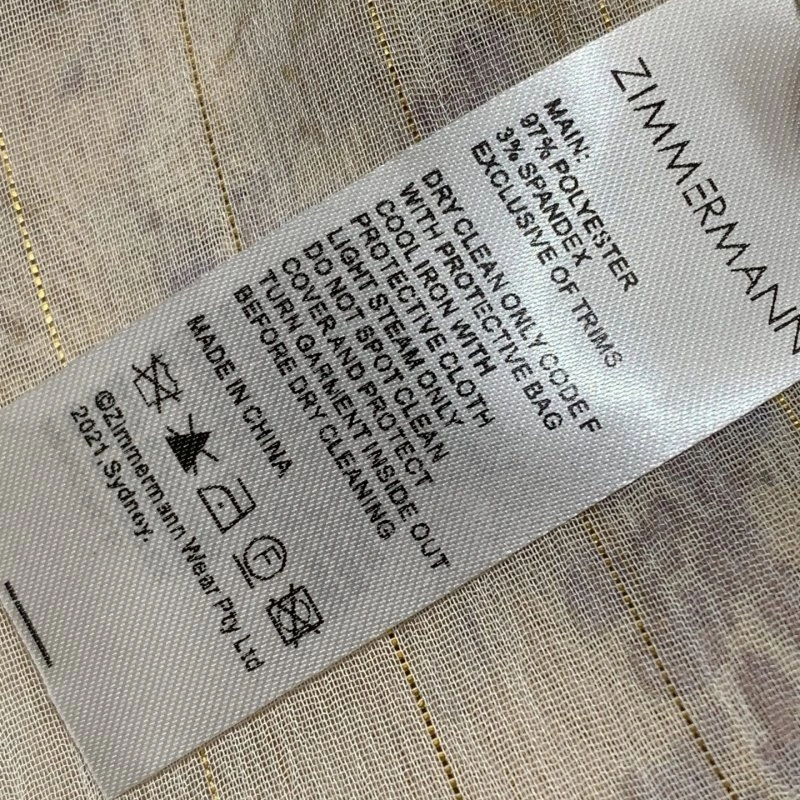 ZIMMERMANN
MAIN:
97% POLYESTER
3% SPANDEX
EXCLUSIVE OF TRIMS
DRY CLEAN ONLY CODE F
WITH PROTECTIVE BAG
COOL IRON WITH
PROTECTIVE CLOTH
LIGHT STEAM ONLY
DO NOT SPOT CLEAN
COVER AND PROTECT
TURN GARMENT INSIDE OUT
BEFORE DRY CLEANING
MADE IN CHINA
F
©Zimmermann Wear Pty Ltd
2021, Sydney.